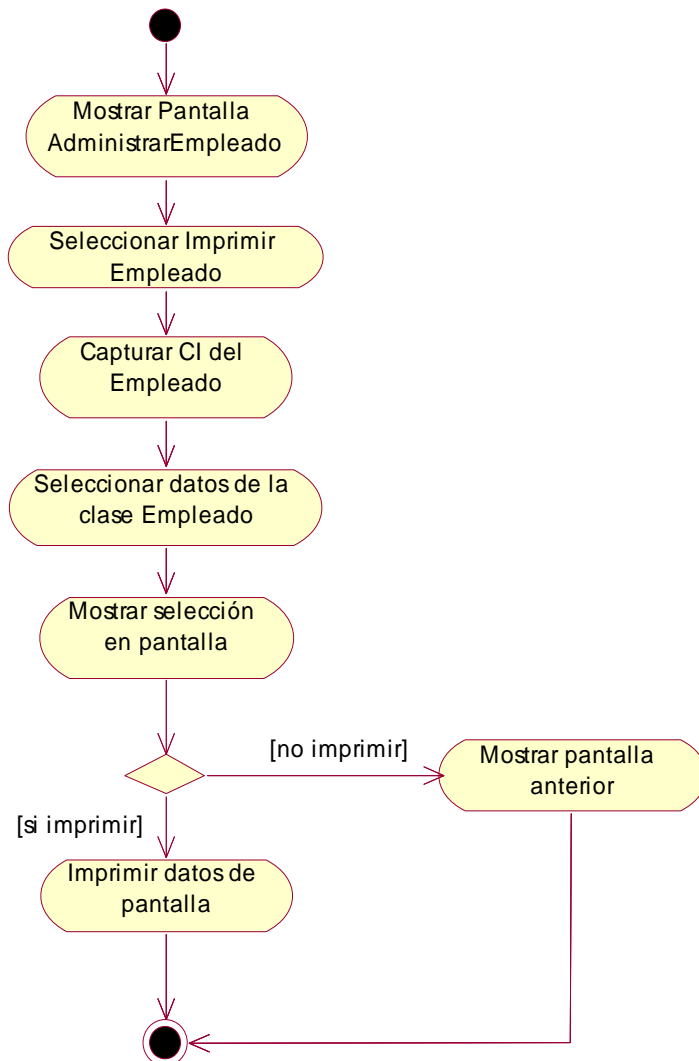 Mostrar Pantalla
AdministrarEmpleado
Seleccionar Imprimir
Empleado
Capturar CI del
Empleado
Seleccionar datos de la
clase Empleado
Mostrar selección
en pantalla
[no imprimir]
Mostrar pantalla
anterior
[si imprimir]
Imprimir datos de
pantalla